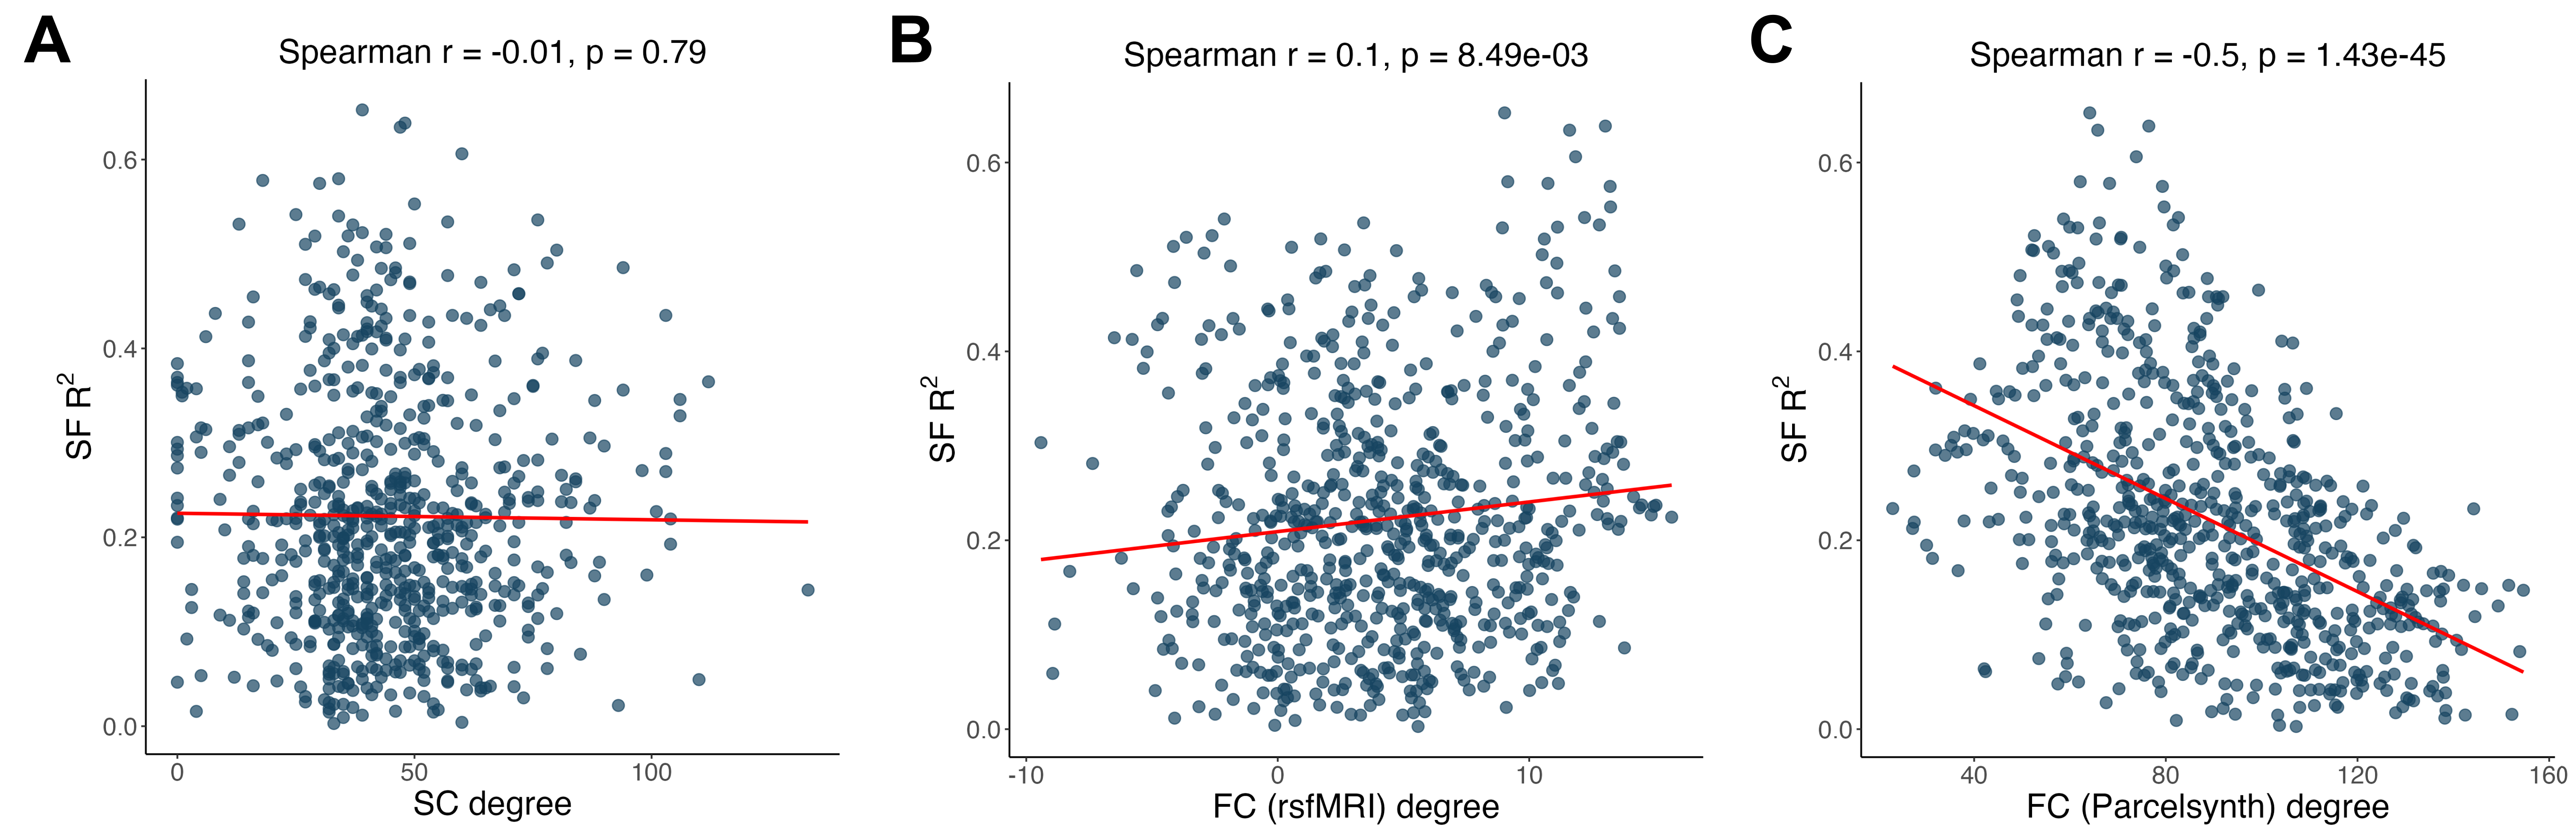 A
Spearman r = -0.01, p = 0.79
SF R²
0.6
0.4
0.2
0.0
0 50 100
SC degree
B
Spearman r = 0.1, p = 8.49e-03
SF R²
0.6
0.4
0.2
0.0
-10 0 10
FC (rsfMRI) degree
C
Spearman r = -0.5, p = 1.43e-45
SF R²
0.6
0.4
0.2
0.0
40 80 120 160
FC (Parcelsynth) degree